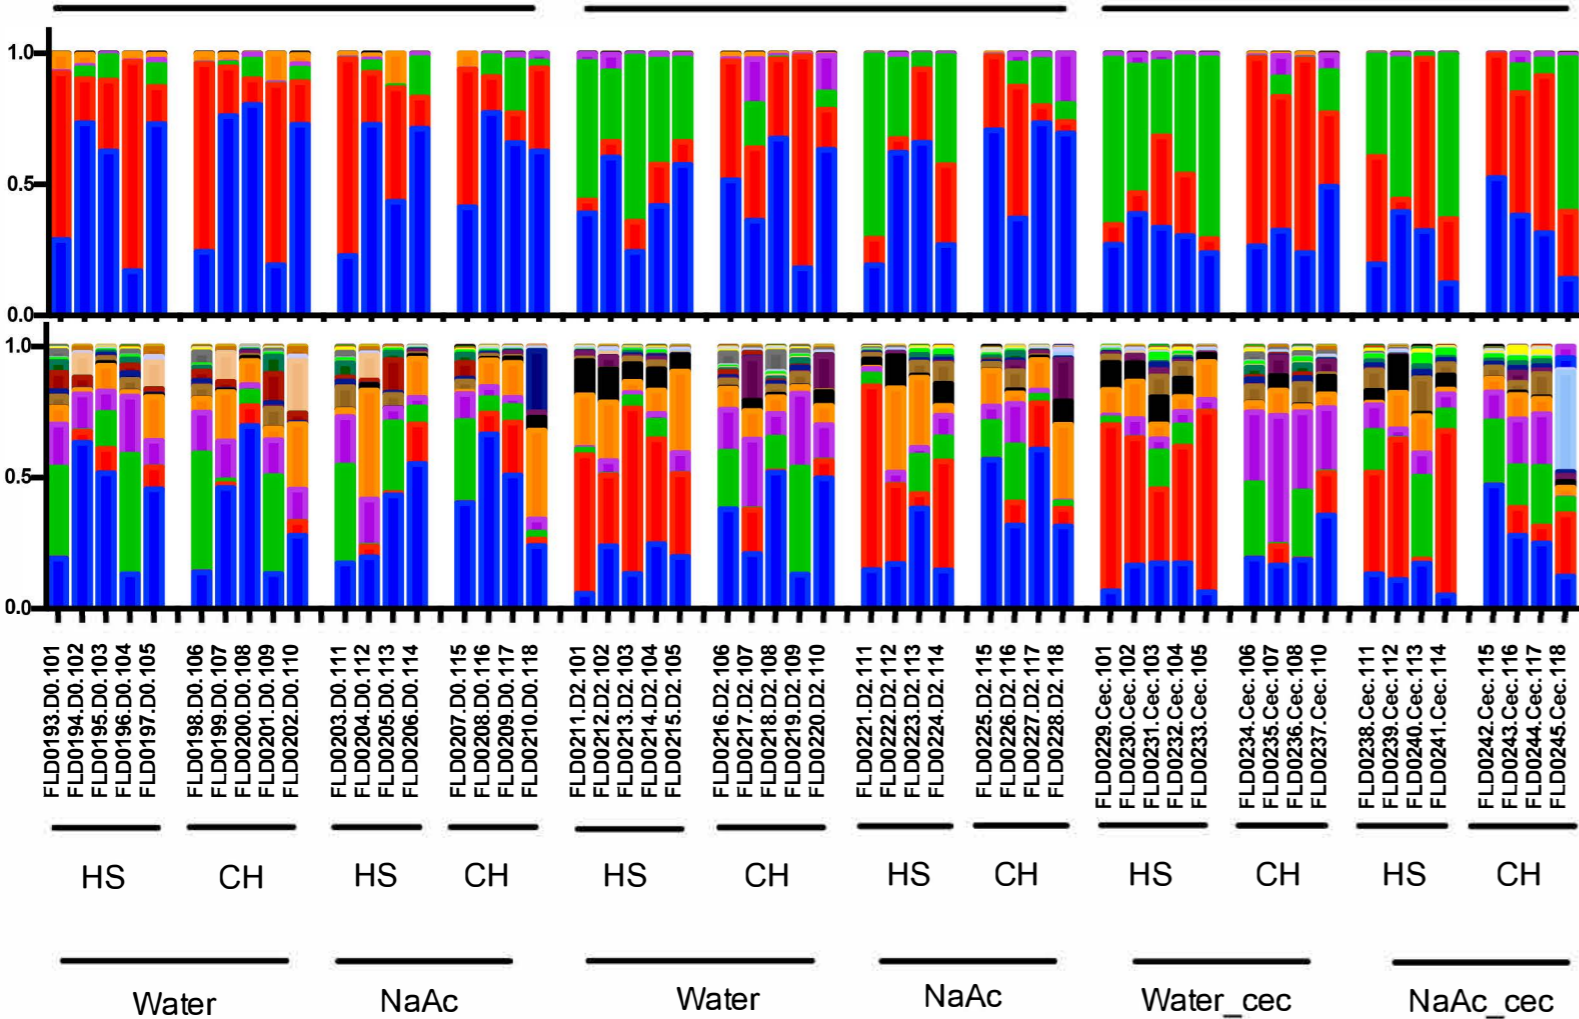 1.0
0.5
0.0
1.0
0.5
0.0
FLD0193.D0.101
FLD0194.D0.102
FLD0195.D0.103
FLD0196.D0.104
FLD0197.D0.105
FLD0198.D0.106
FLD0199.D0.107
FLD0200.D0.108
FLD0201.D0.109
FLD0202.D0.110
FLD0203.D0.111
FLD0204.D0.112
FLD0205.D0.113
FLD0206.D0.114
FLD0207.D0.115
FLD0208.D0.116
FLD0209.D0.117
FLD0210.D0.118
FLD0211.D2.101
FLD0212.D2.102
FLD0213.D2.103
FLD0214.D2.104
FLD0215.D2.105
FLD0216.D2.106
FLD0217.D2.107
FLD0218.D2.108
FLD0219.D2.109
FLD0220.D2.110
FLD0221.D2.111
FLD0222.D2.112
FLD0223.D2.113
FLD0224.D2.114
FLD0225.D2.115
FLD0226.D2.116
FLD0227.D2.117
FLD0228.D2.118
FLD0229.Cec.101
FLD0230.Cec.102
FLD0231.Cec.103
FLD0232.Cec.104
FLD0233.Cec.105
FLD0234.Cec.106
FLD0235.Cec.107
FLD0236.Cec.108
FLD0237.Cec.110
FLD0238.Cec.111
FLD0239.Cec.112
FLD0240.Cec.113
FLD0241.Cec.114
FLD0242.Cec.115
FLD0243.Cec.116
FLD0244.Cec.117
FLD0245.Cec.118
HS CH HS CH HS CH HS CH HS CH HS CH
Water NaAc Water NaAc Water_cec NaAc_cec